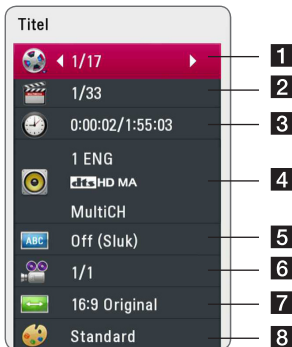 Titel
1/17
1
1/33
2
0:00:02/1:55:03
3
1 ENG
dts HD MA
MultiCH
4
ABC
Off (Sluk)
5
1/1
6
16:9 Original
7
Standard
8